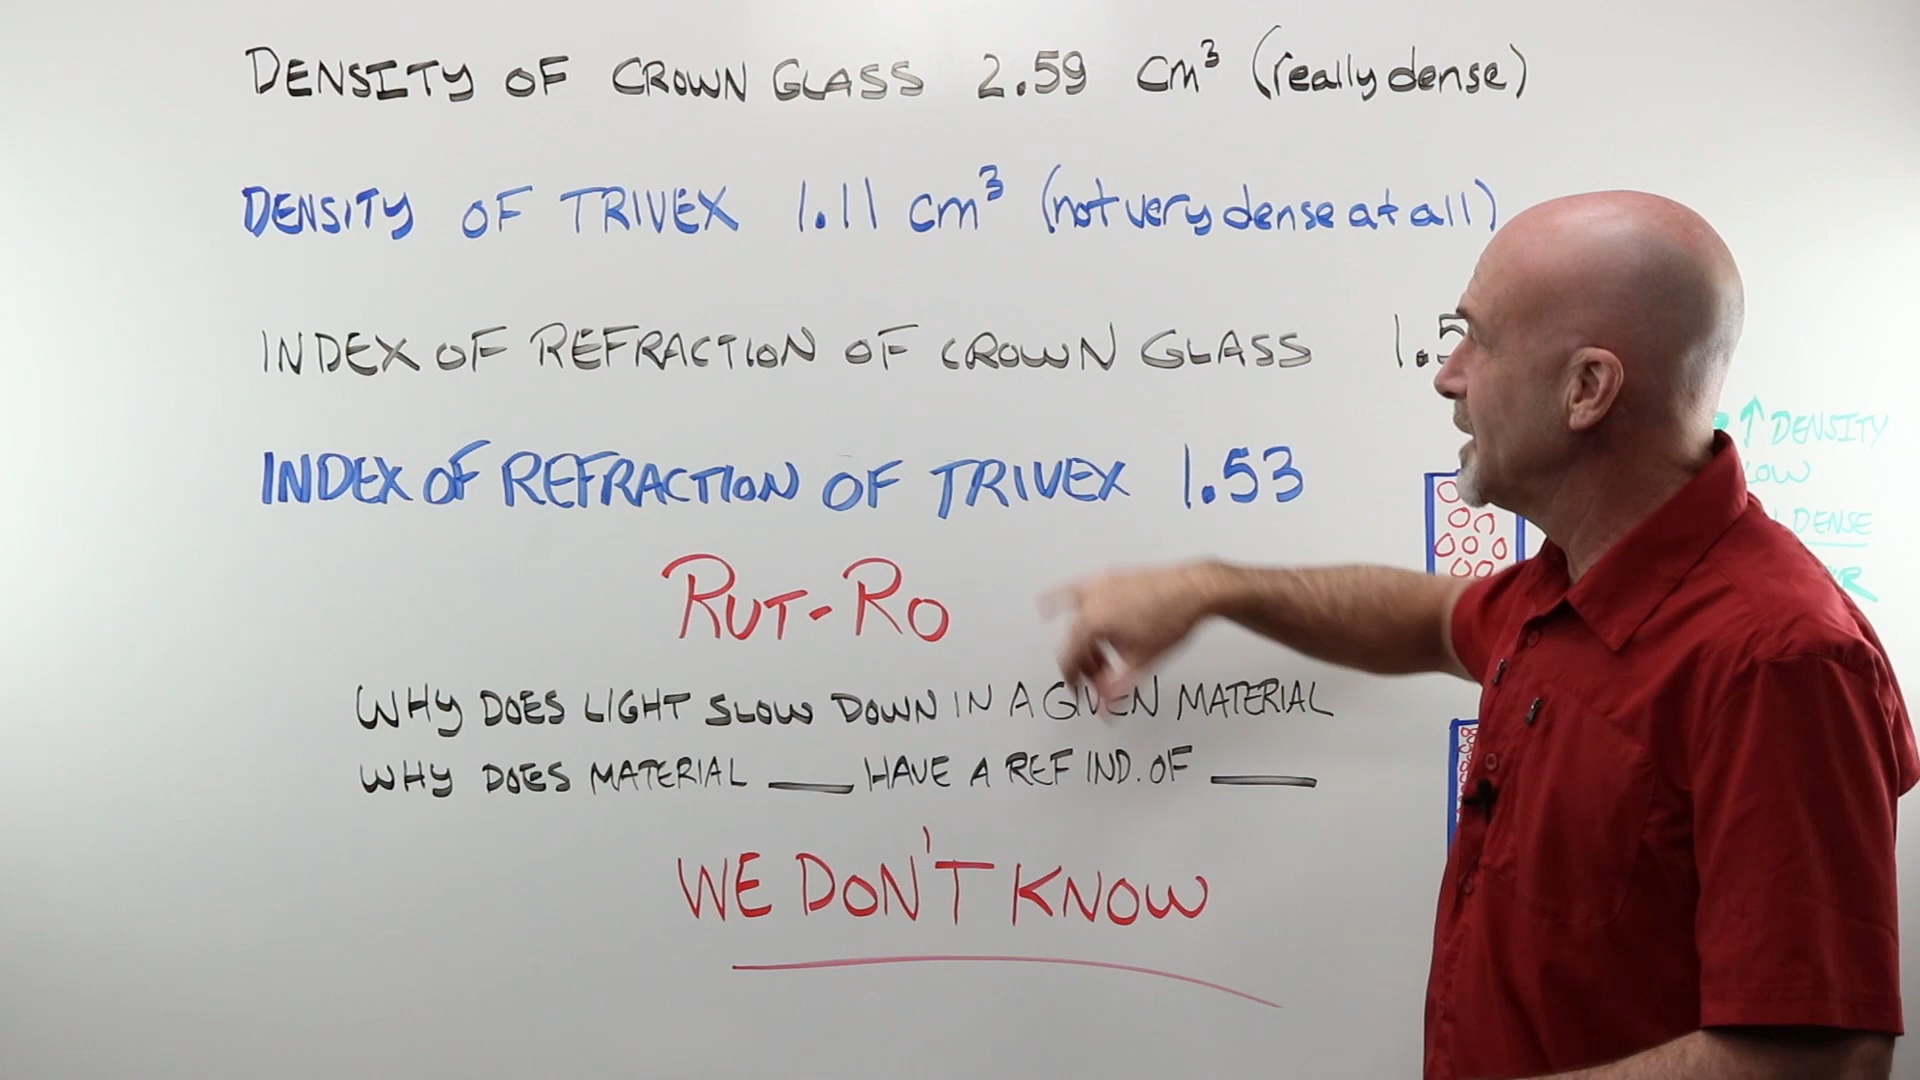 DENSITY OF CROWN GLASS 2.59 cm³ (really dense)
DENSITY OF TRIVEX 1.11 cm³ (not very dense at all)
INDEX OF REFRACTION OF CROWN GLASS 1.5
INDEX OF REFRACTION OF TRIVEX 1.53
RUT-RO
WHY DOES LIGHT SLOW DOWN IN A GIVEN MATERIAL
WHY DOES MATERIAL ___ HAVE A REF IND. OF ___
WE DON'T KNOW
↑ DENSITY
DENSE